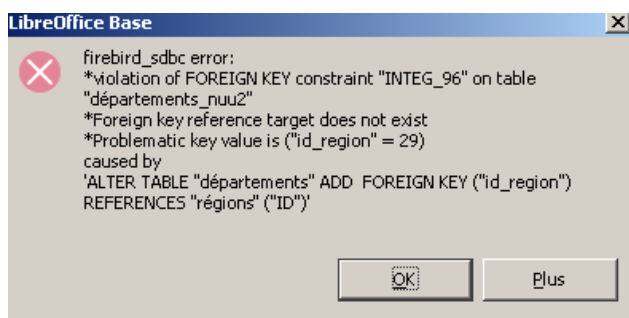 LibreOffice Base
firebird_sdbc error:
*violation of FOREIGN KEY constraint "INTEG_96" on table
"départements_nuu2"
*Foreign key reference target does not exist
*Problematic key value is ("id_region" = 29)
caused by
'ALTER TABLE "départements" ADD  FOREIGN KEY ("id_region")
REFERENCES "régions" ("ID")'
OK
Plus